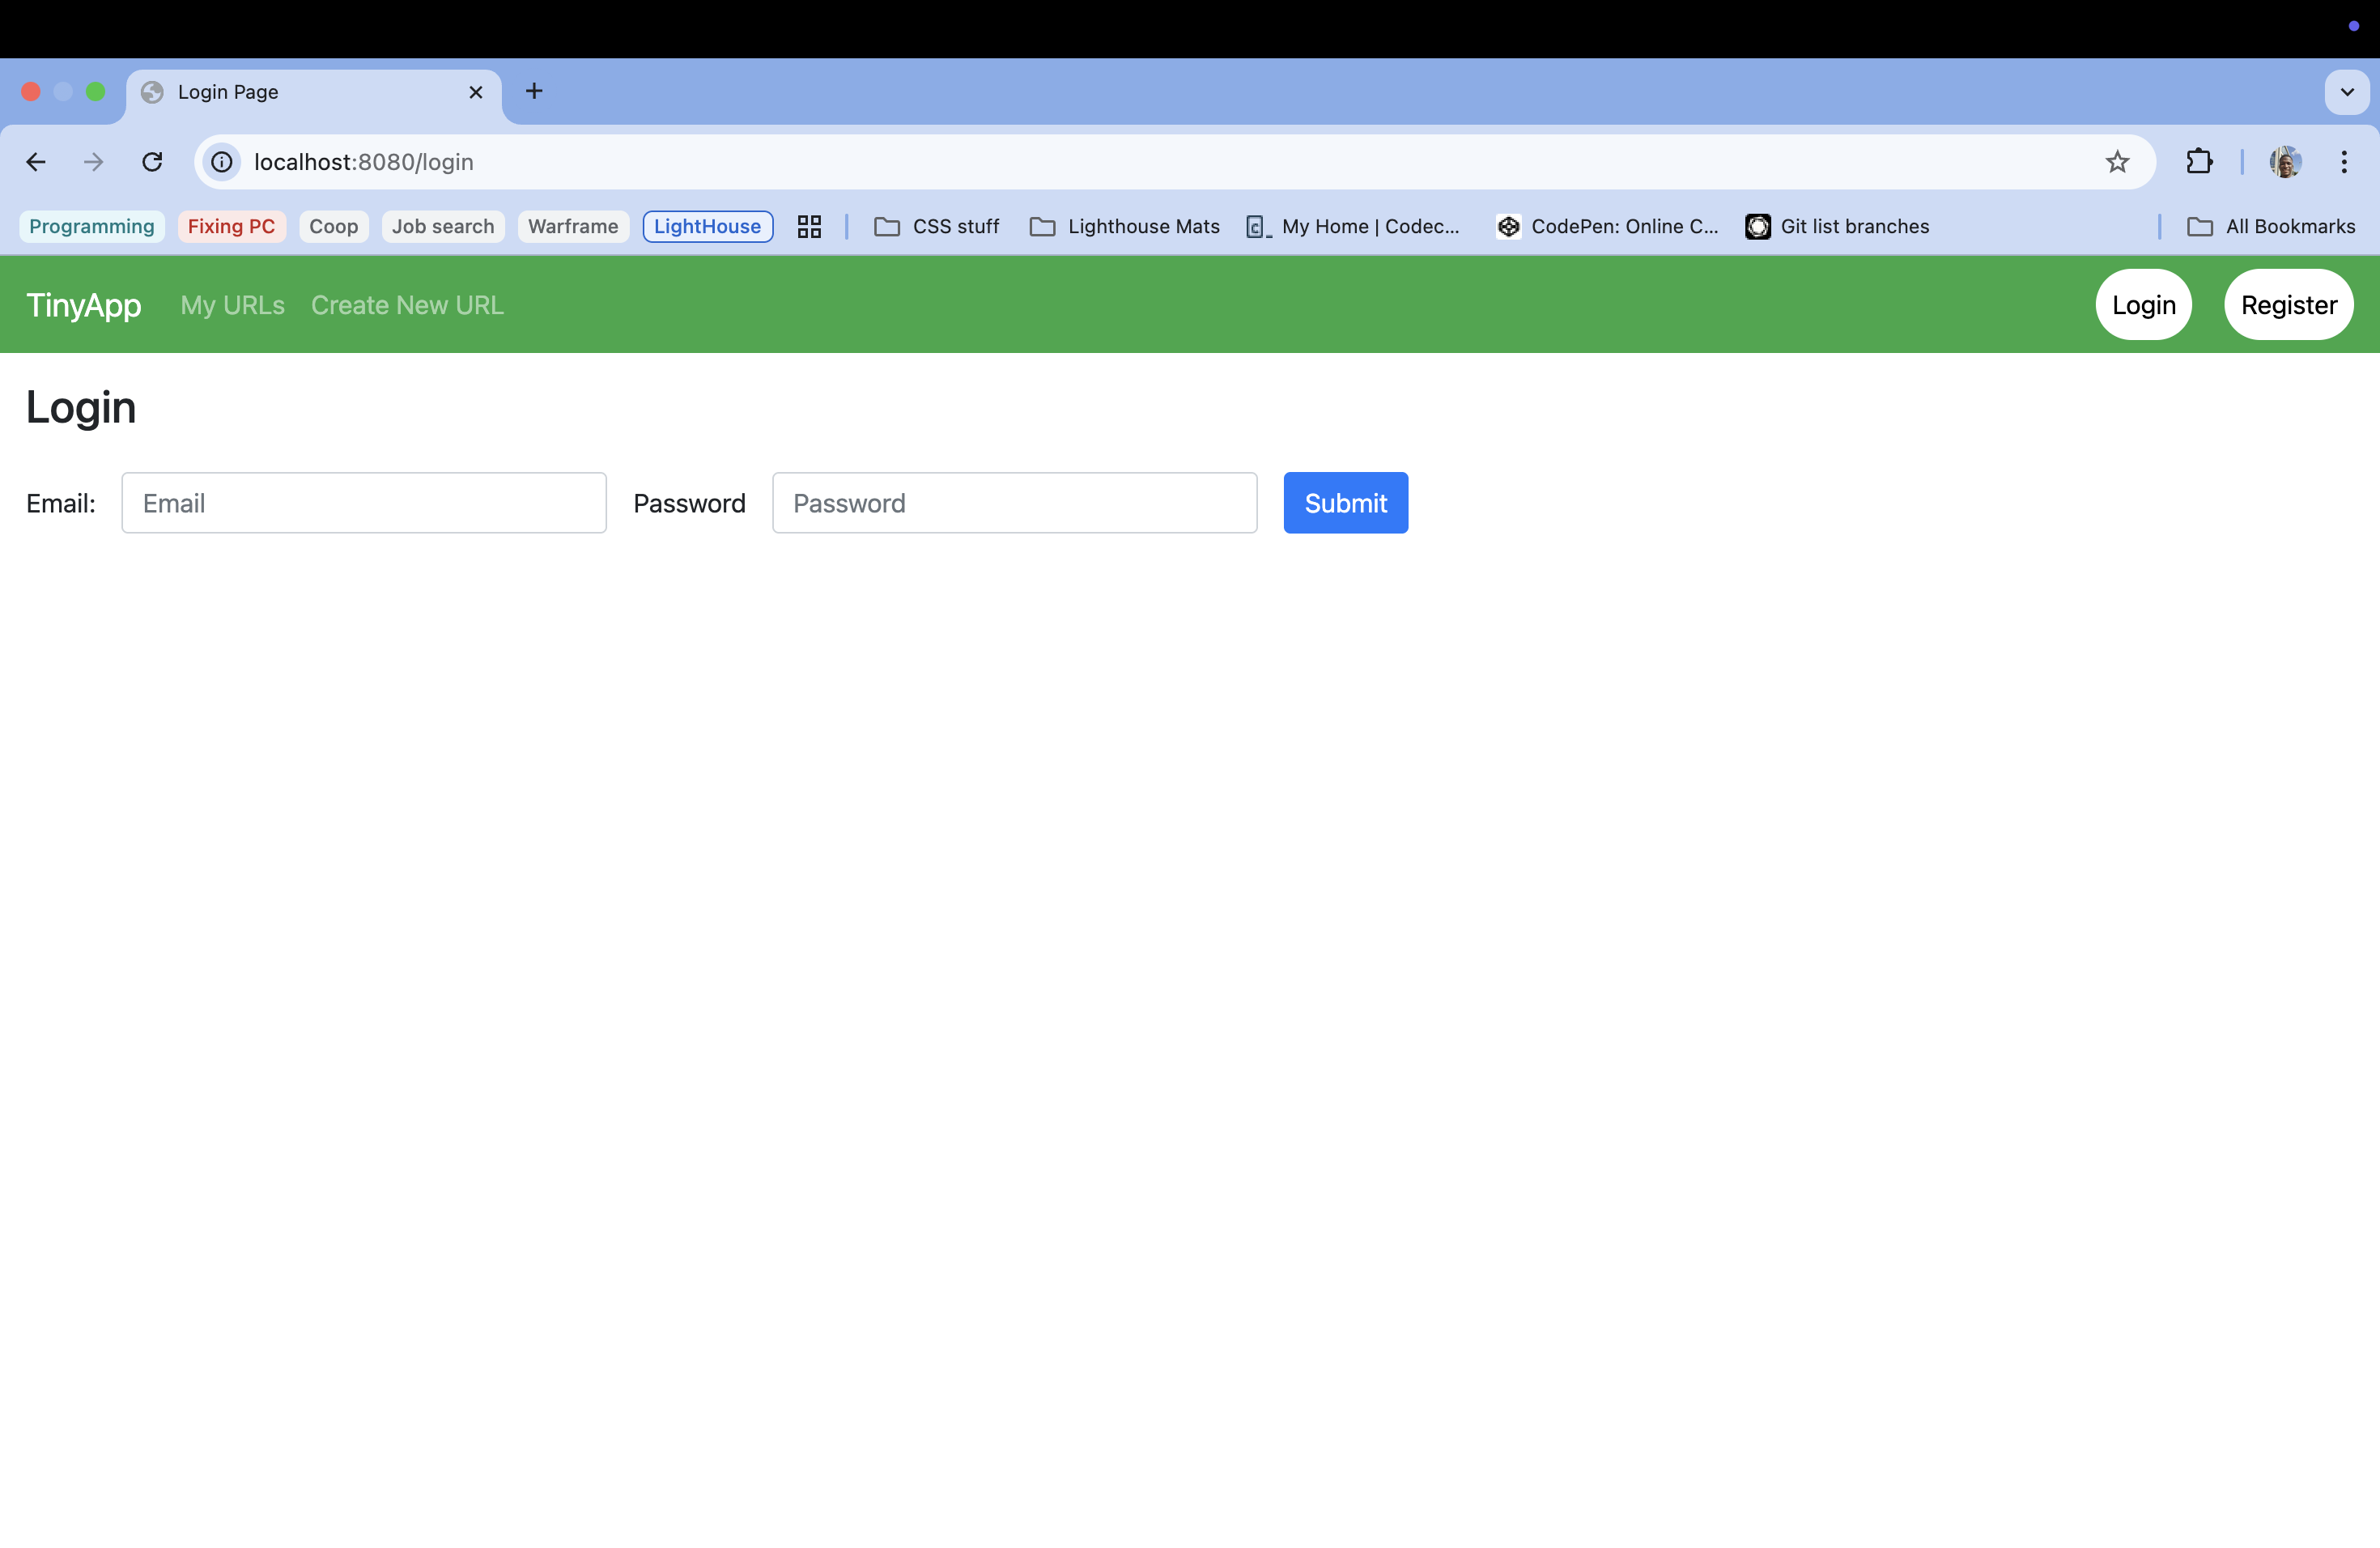 Login Page
localhost:8080/login
Programming Fixing PC Coop Job search Warframe LightHouse CSS stuff Lighthouse Mats My Home | Codec... CodePen: Online C... Git list branches All Bookmarks
TinyApp My URLs Create New URL Login Register
Login
Email: Email Password Password Submit